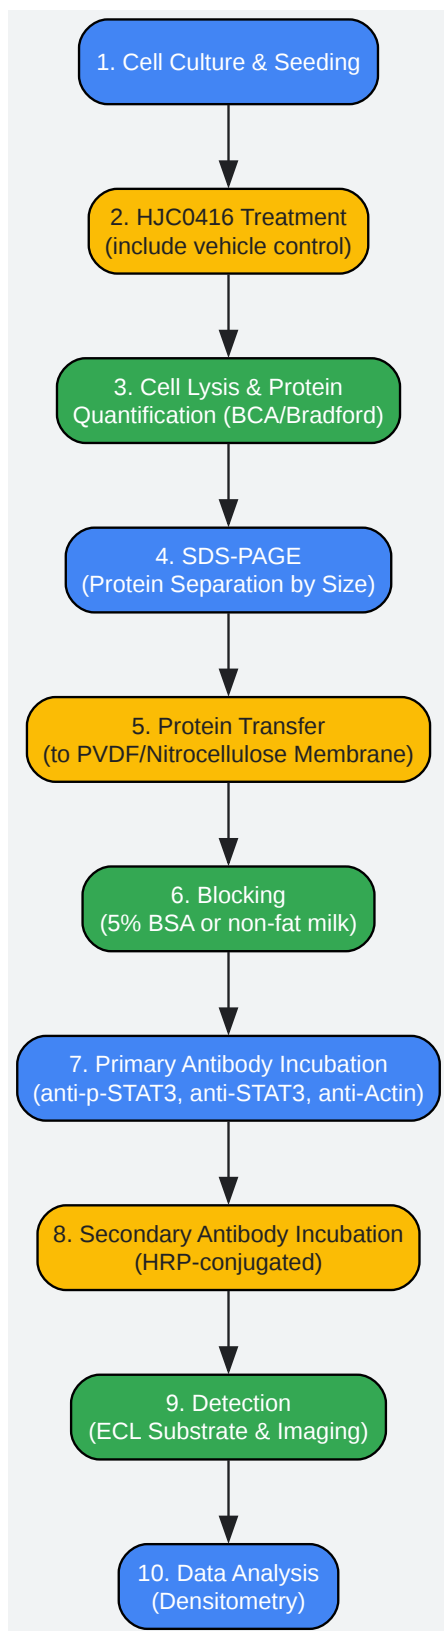 1. Cell Culture & Seeding
2. HJC0416 Treatment
(include vehicle control)
3. Cell Lysis & Protein
Quantification (BCA/Bradford)
4. SDS-PAGE
(Protein Separation by Size)
5. Protein Transfer
(to PVDF/Nitrocellulose Membrane)
6. Blocking
(5% BSA or non-fat milk)
7. Primary Antibody Incubation
(anti-p-STAT3, anti-STAT3, anti-Actin)
8. Secondary Antibody Incubation
(HRP-conjugated)
9. Detection
(ECL Substrate & Imaging)
10. Data Analysis
(Densitometry)